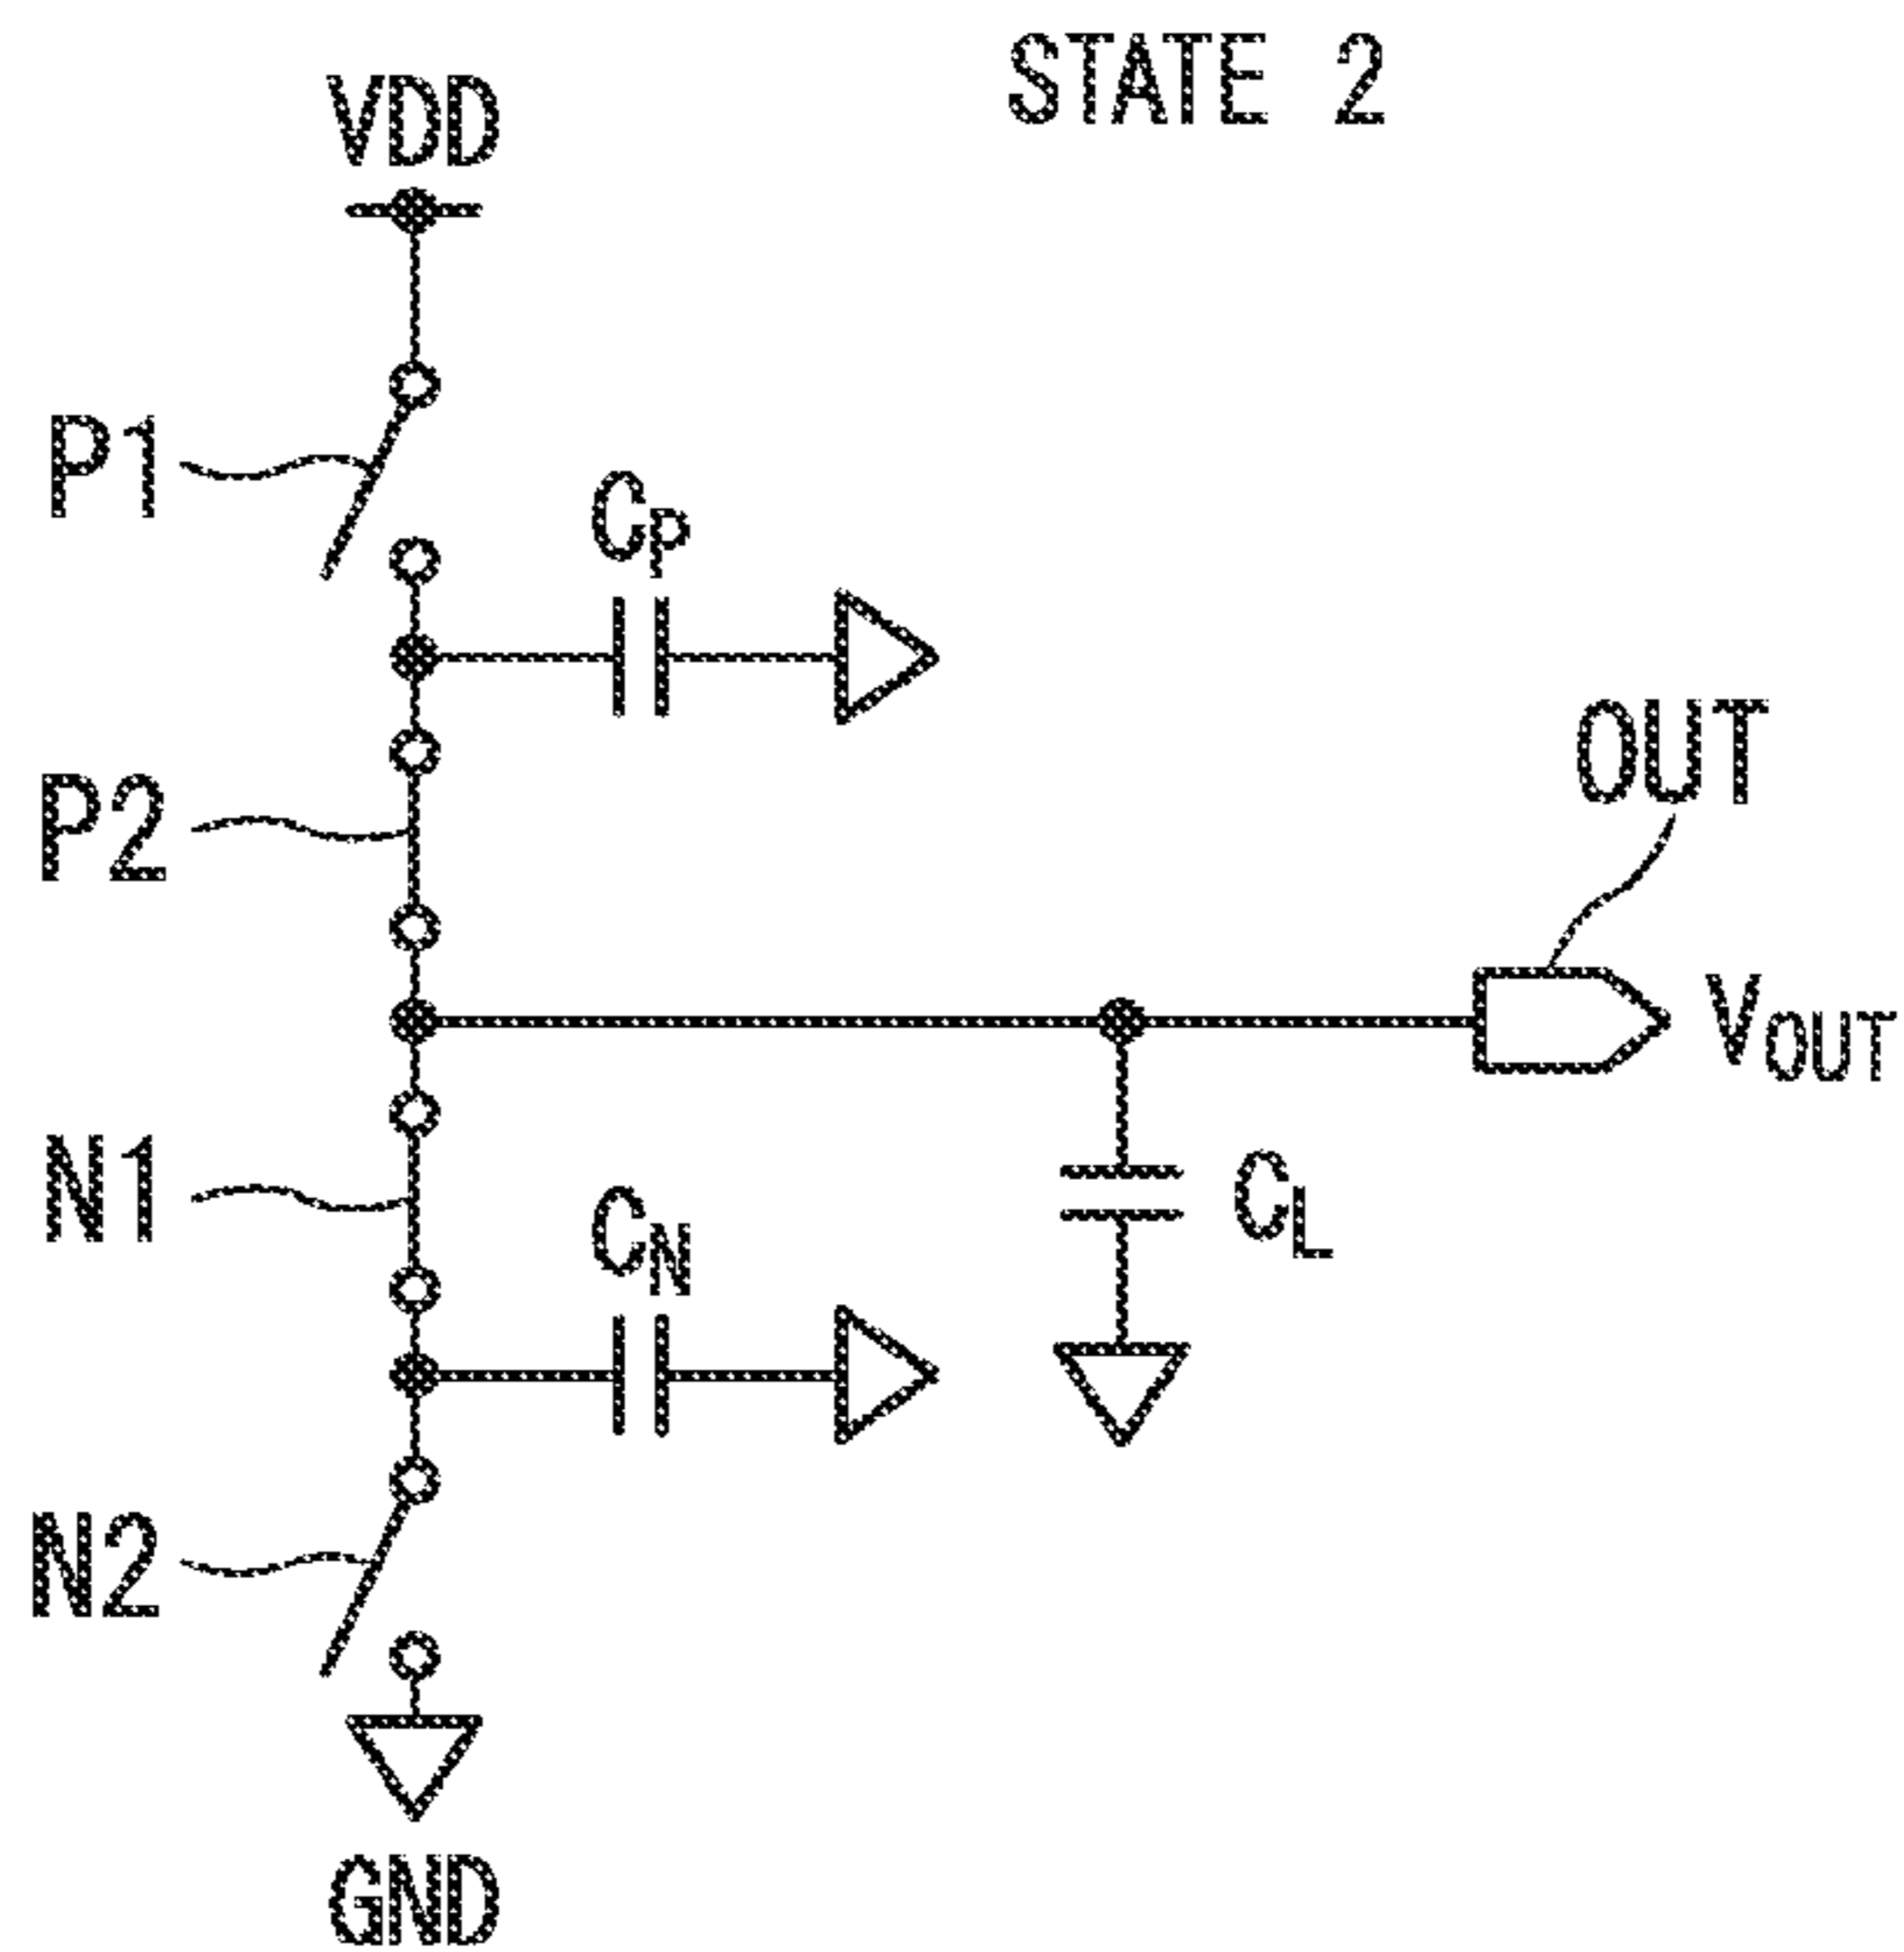 STATE 2
VDD
P1
CP
P2
OUT
VOUT
N1
CN
CL
N2
GND